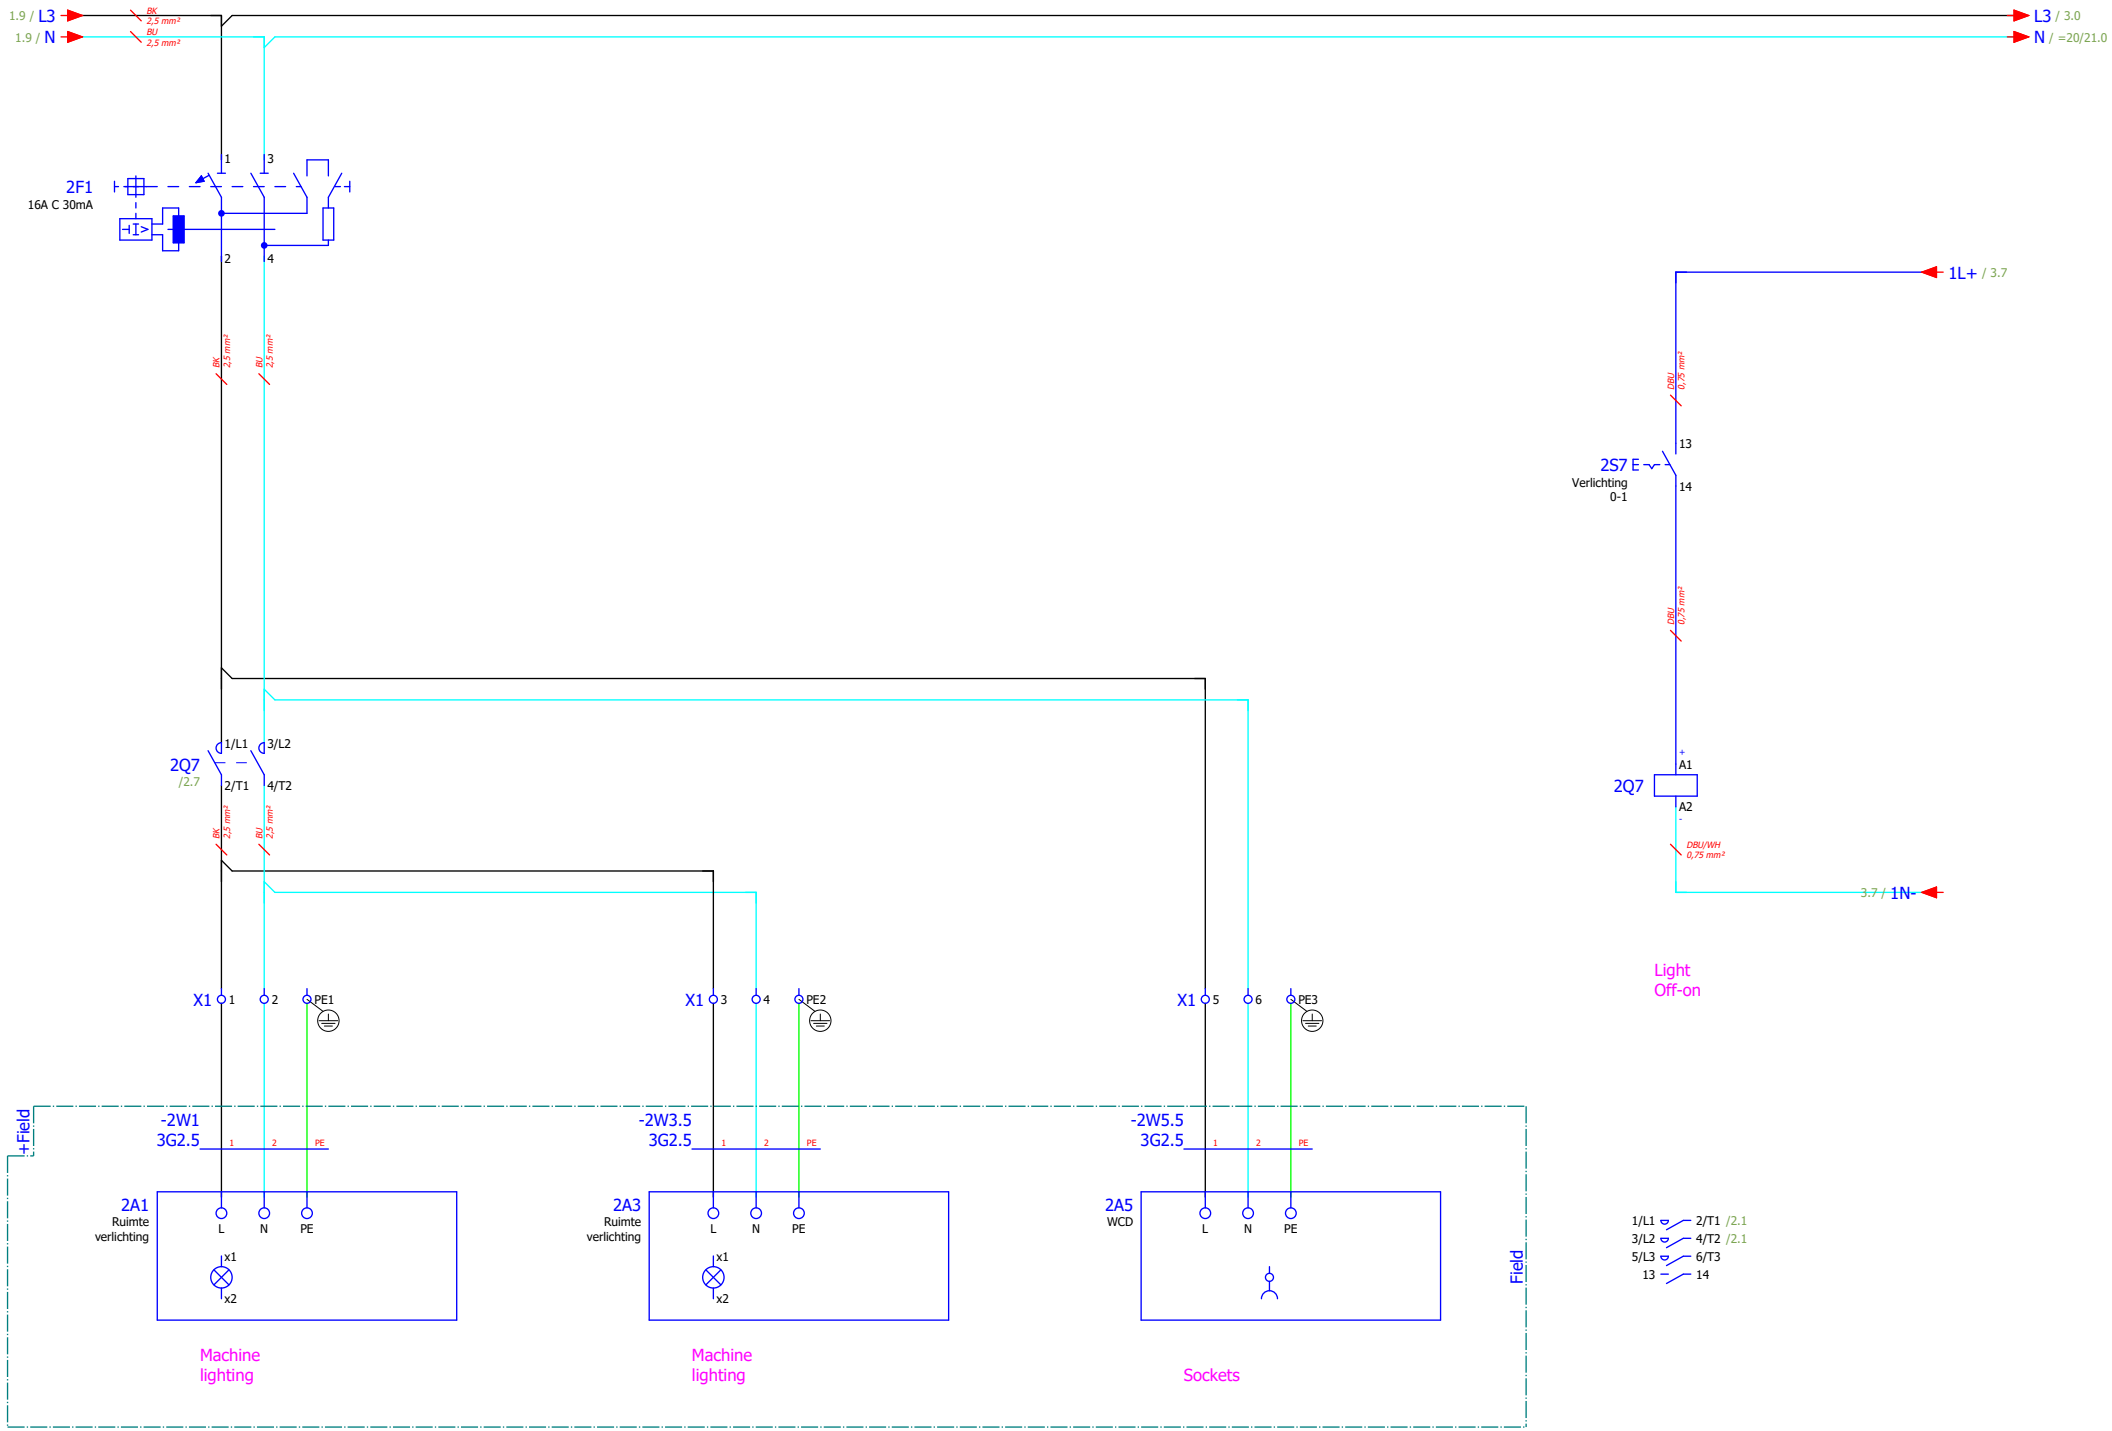 1.9 / L3
BK
2,5 mm²
L3 / 3.0
1.9 / N
BU
2,5 mm²
N / =20/21.0
1
3
2F1
16A C 30mA
I>
2
4
1L+ / 3.7
BK
2,5 mm²
BU
2,5 mm²
DBU
0,75 mm²
13
2S7 E
Verlichting
0-1
14
DBU
0,75 mm²
1/L1
3/L2
2Q7
/2.7
2/T1
4/T2
+
A1
2Q7
A2
-
BK
2,5 mm²
BU
2,5 mm²
DBU/WH
0,75 mm²
3.7 / 1N-
Light
Off-on
X1 1 2 PE1
X1 3 4 PE2
X1 5 6 PE3
+Field
-2W1
3G2.5 1 2 PE
-2W3.5
3G2.5 1 2 PE
-2W5.5
3G2.5 1 2 PE
2A1
Ruimte
verlichting
L N PE
x1
x2
2A3
Ruimte
verlichting
L N PE
x1
x2
2A5
WCD
L N PE
Field
1/L1 2/T1 /2.1
3/L2 4/T2 /2.1
5/L3 6/T3
13 14
Machine
lighting
Machine
lighting
Sockets